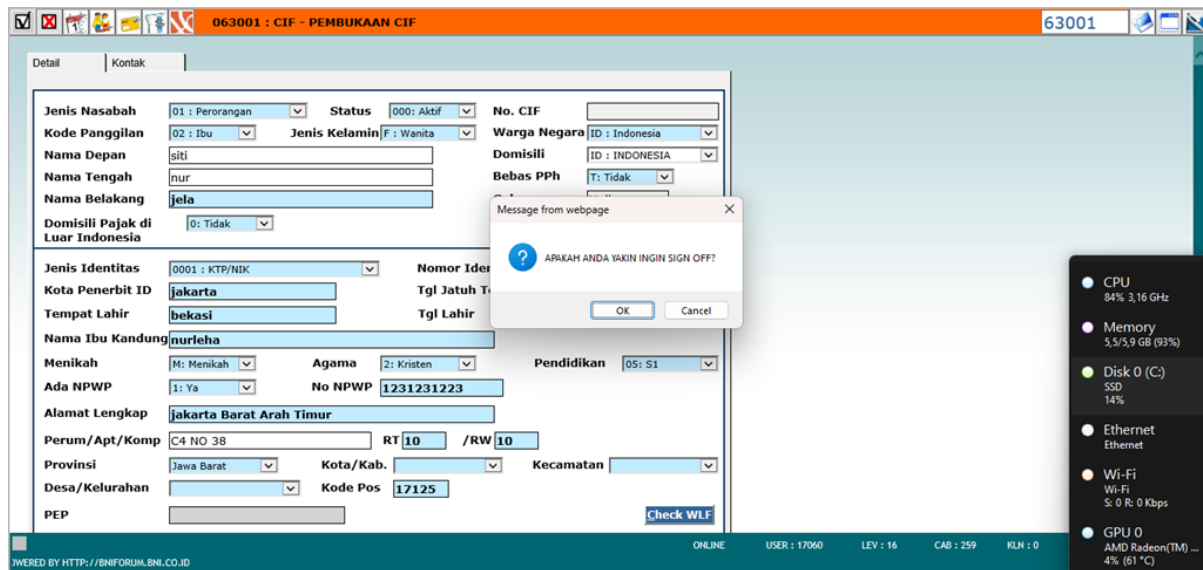 063001 : CIF - PEMBUKAAN CIF 63001
Detail Kontak
Jenis Nasabah 01 : Perorangan Status 000: Aktif No. CIF
Kode Panggilan 02 : Ibu Jenis Kelamin F : Wanita Warga Negara ID : Indonesia
Nama Depan siti Domisili ID : INDONESIA
Nama Tengah nur Bebas PPh T: Tidak
Nama Belakang jela
Domisili Pajak di 0: Tidak
Luar Indonesia
Message from webpage
APAKAH ANDA YAKIN INGIN SIGN OFF?
OK Cancel
Jenis Identitas 0001 : KTP/NIK Nomor Iden
Kota Penerbit ID jakarta Tgl Jatuh
Tempat Lahir bekasi Tgl Lahir
Nama Ibu Kandung nurleha
Menikah M: Menikah Agama 2: Kristen Pendidikan 05: S1
Ada NPWP 1: Ya No NPWP 1231231223
Alamat Lengkap jakarta Barat Arah Timur
Perum/Apt/Komp C4 NO 38 RT 10 /RW 10
Provinsi Jawa Barat Kota/Kab. Kecamatan
Desa/Kelurahan Kode Pos 17125
PEP Check WLF
ONLINE USER : 17060 LEV : 16 CAB : 259 KLN : 0
OWERED BY HTTP://BNIFORUM.BNI.CO.ID
CPU
84% 3,16 GHz
Memory
5,5/5,9 GB (93%)
Disk 0 (C:)
SSD
14%
Ethernet
Ethernet
Wi-Fi
Wi-Fi
S: 0 R: 0 Kbps
GPU 0
AMD Radeon(TM) ...
4% (61 °C)